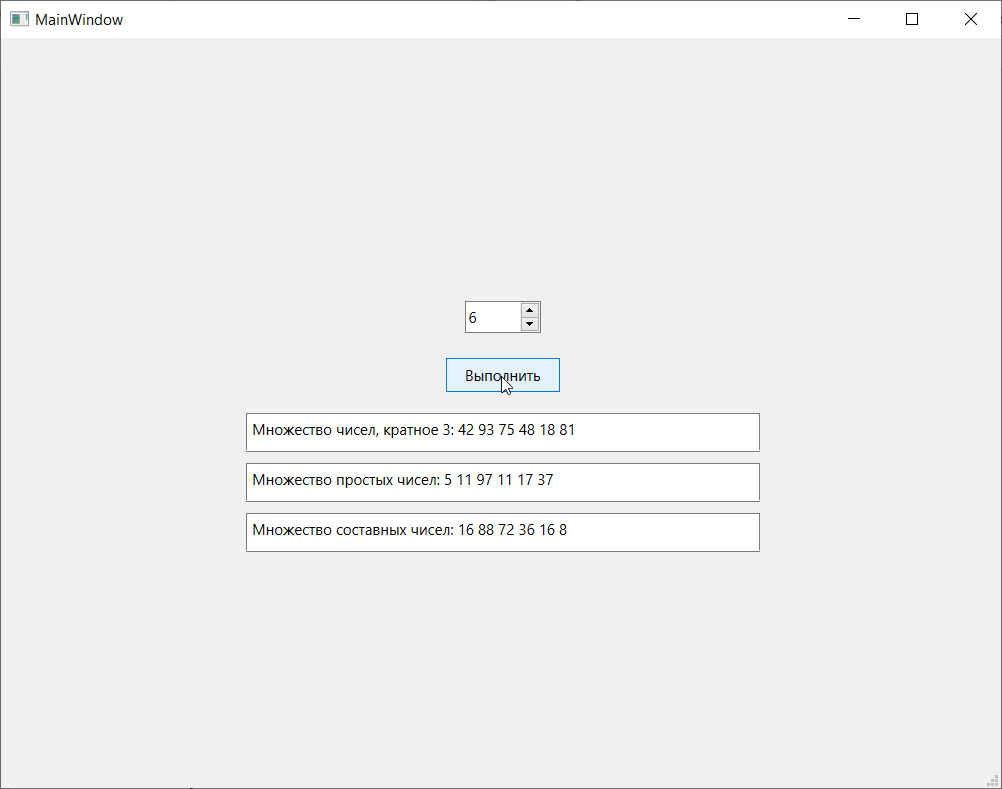 MainWindow
6
Выполнить
Множество чисел, кратное 3: 42 93 75 48 18 81
Множество простых чисел: 5 11 97 11 17 37
Множество составных чисел: 16 88 72 36 16 8